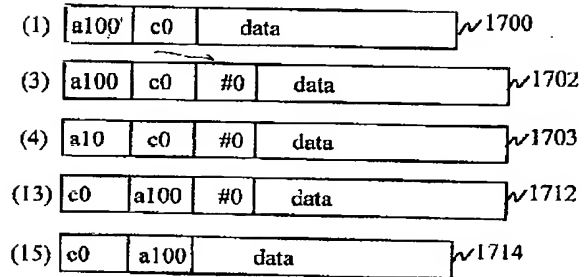 (1) a100' c0 data 1700
(3) a100 c0 #0 data 1702
(4) a10 c0 #0 data 1703
(13) c0 a100 #0 data 1712
(15) c0 a100 data 1714